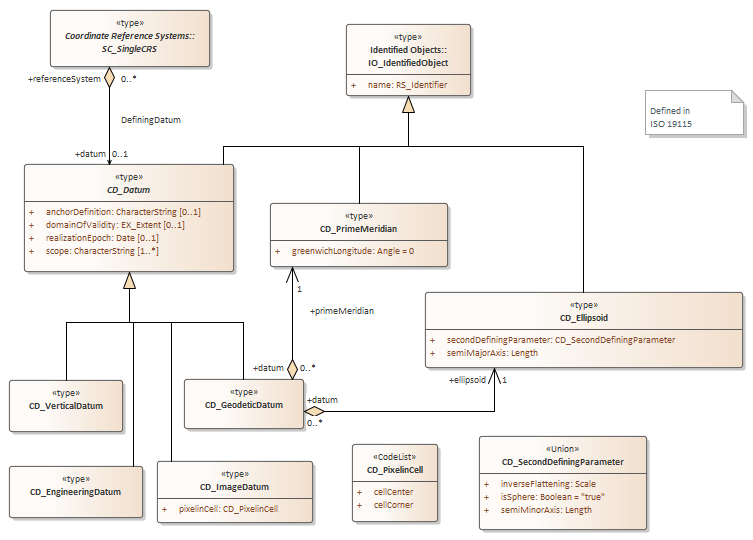 «type»
Coordinate Reference Systems::
SC_SingleCRS
+referenceSystem
0..*
DefiningDatum
+datum
0..1
«type»
Identified Objects::
IO_IdentifiedObject
+ name: RS_Identifier
Defined in
ISO 19115
«type»
CD_Datum
+ anchorDefinition: CharacterString [0..1]
+ domainOfValidity: EX_Extent [0..1]
+ realizationEpoch: Date [0..1]
+ scope: CharacterString [1..*]
«type»
CD_PrimeMeridian
+ greenwichLongitude: Angle = 0
1
+primeMeridian
+datum
0..*
«type»
CD_Ellipsoid
+ secondDefiningParameter: CD_SecondDefiningParameter
+ semiMajorAxis: Length
+ellipsoid
1
«type»
CD_VerticalDatum
«type»
CD_GeodeticDatum
+datum
0..*
«type»
CD_EngineeringDatum
«type»
CD_ImageDatum
+ pixelinCell: CD_PixelinCell
«CodeList»
CD_PixelinCell
+ cellCenter
+ cellCorner
«Union»
CD_SecondDefiningParameter
+ inverseFlattening: Scale
+ isSphere: Boolean = "true"
+ semiMinorAxis: Length